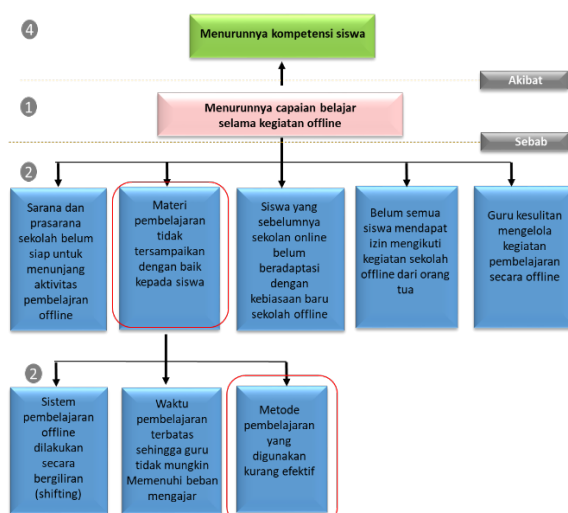 4
Menurunnya kompetensi siswa
Akibat
1
Menurunnya capaian belajar
selama kegiatan offline
Sebab
2
Sarana dan
prasarana
sekolah belum
siap untuk
menunjang
aktivitas
pembelajran
offline
Materi
pembelajaran
tidak
tersampaikan
dengan baik
kepada siswa
Siswa yang
sebelumnya
sekolan online
belum
beradaptasi
dengan
kebiasaan baru
sekolah offline
Belum semua
siswa mendapat
izin mengikuti
kegiatan sekolah
offline dari orang
tua
Guru kesulitan
mengelola
kegiatan
pembelajaran
secara offline
2
Sistem
pembelajaran
offline
dilakukan
secara
bergiliran
(shifting)
Waktu
pembelajaran
terbatas
sehingga guru
tidak mungkin
Memenuhi beban
mengajar
Metode
pembelajaran
yang
digunakan
kurang efektif